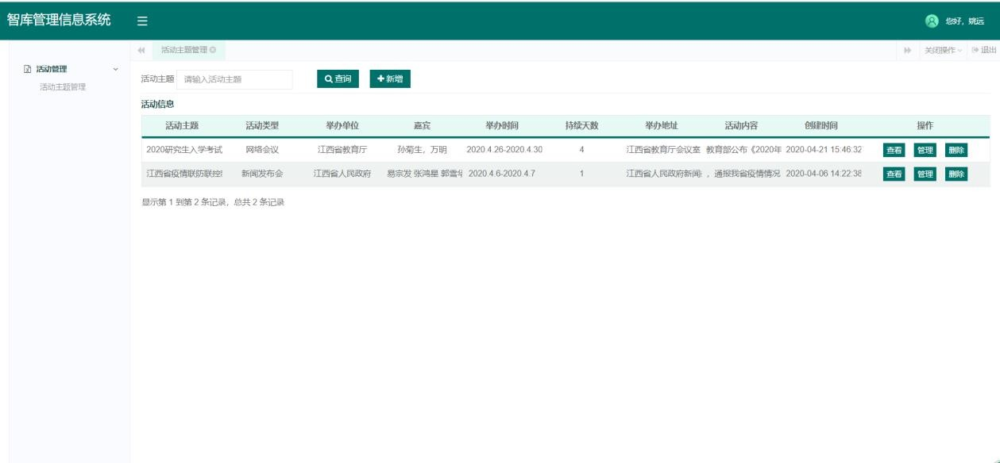 智库管理信息系统
您好，姚远
活动主题管理 关闭操作 退出
活动管理
活动主题管理
活动主题 请输入活动主题 查询 新增
活动信息
活动主题 活动类型 举办单位 嘉宾 举办时间 持续天数 举办地址 活动内容 创建时间 操作
2020研究生入学考试 网络会议 江西省教育厅 孙菊生，万明 2020.4.26-2020.4.30 4 江西省教育厅会议室 教育部公布《2020年 2020-04-21 15:46:32 查看 管理 删除
江西省疫情联防联控 新闻发布会 江西省人民政府 易宗发 张鸿星 郭雪 2020.4.6-2020.4.7 1 江西省人民政府新闻 ，通报我省疫情情况 2020-04-06 14:22:38 查看 管理 删除
显示第 1 到第 2 条记录，总共 2 条记录